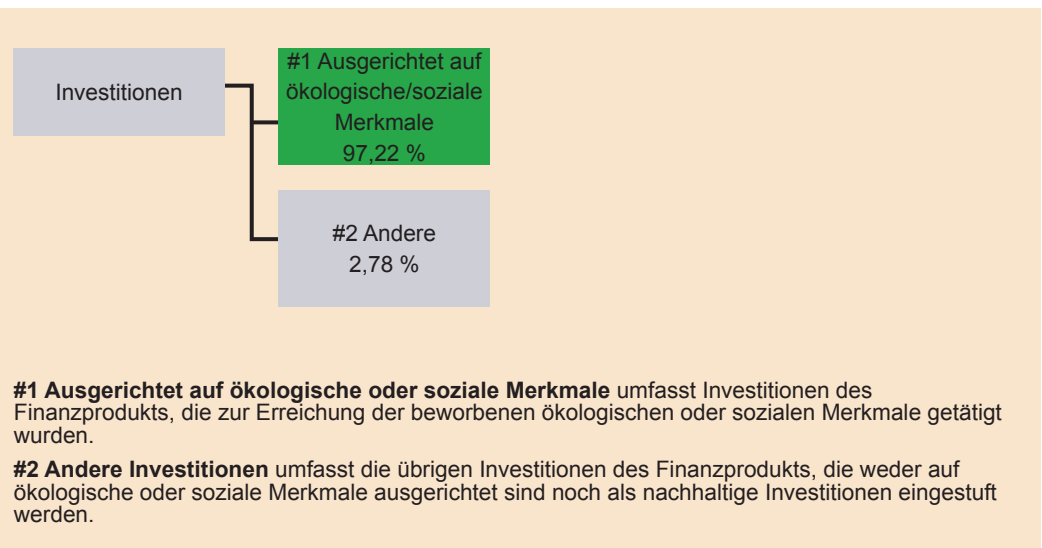 Investitionen
#1 Ausgerichtet auf
ökologische/soziale
Merkmale
97,22 %
#2 Andere
2,78 %
#1 Ausgerichtet auf ökologische oder soziale Merkmale umfasst Investitionen des
Finanzprodukts, die zur Erreichung der beworbenen ökologischen oder sozialen Merkmale getätigt
wurden.
#2 Andere Investitionen umfasst die übrigen Investitionen des Finanzprodukts, die weder auf
ökologische oder soziale Merkmale ausgerichtet sind noch als nachhaltige Investitionen eingestuft
werden.